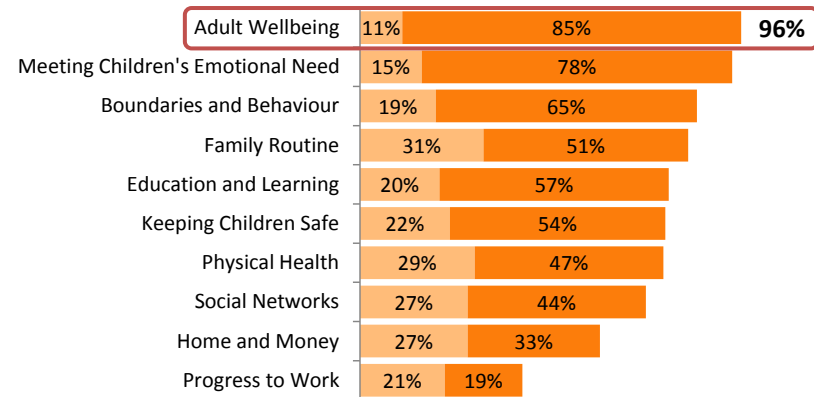 Adult Wellbeing 11% 85% 96%
Meeting Children's Emotional Need 15% 78%
Boundaries and Behaviour 19% 65%
Family Routine 31% 51%
Education and Learning 20% 57%
Keeping Children Safe 22% 54%
Physical Health 29% 47%
Social Networks 27% 44%
Home and Money 27% 33%
Progress to Work 21% 19%